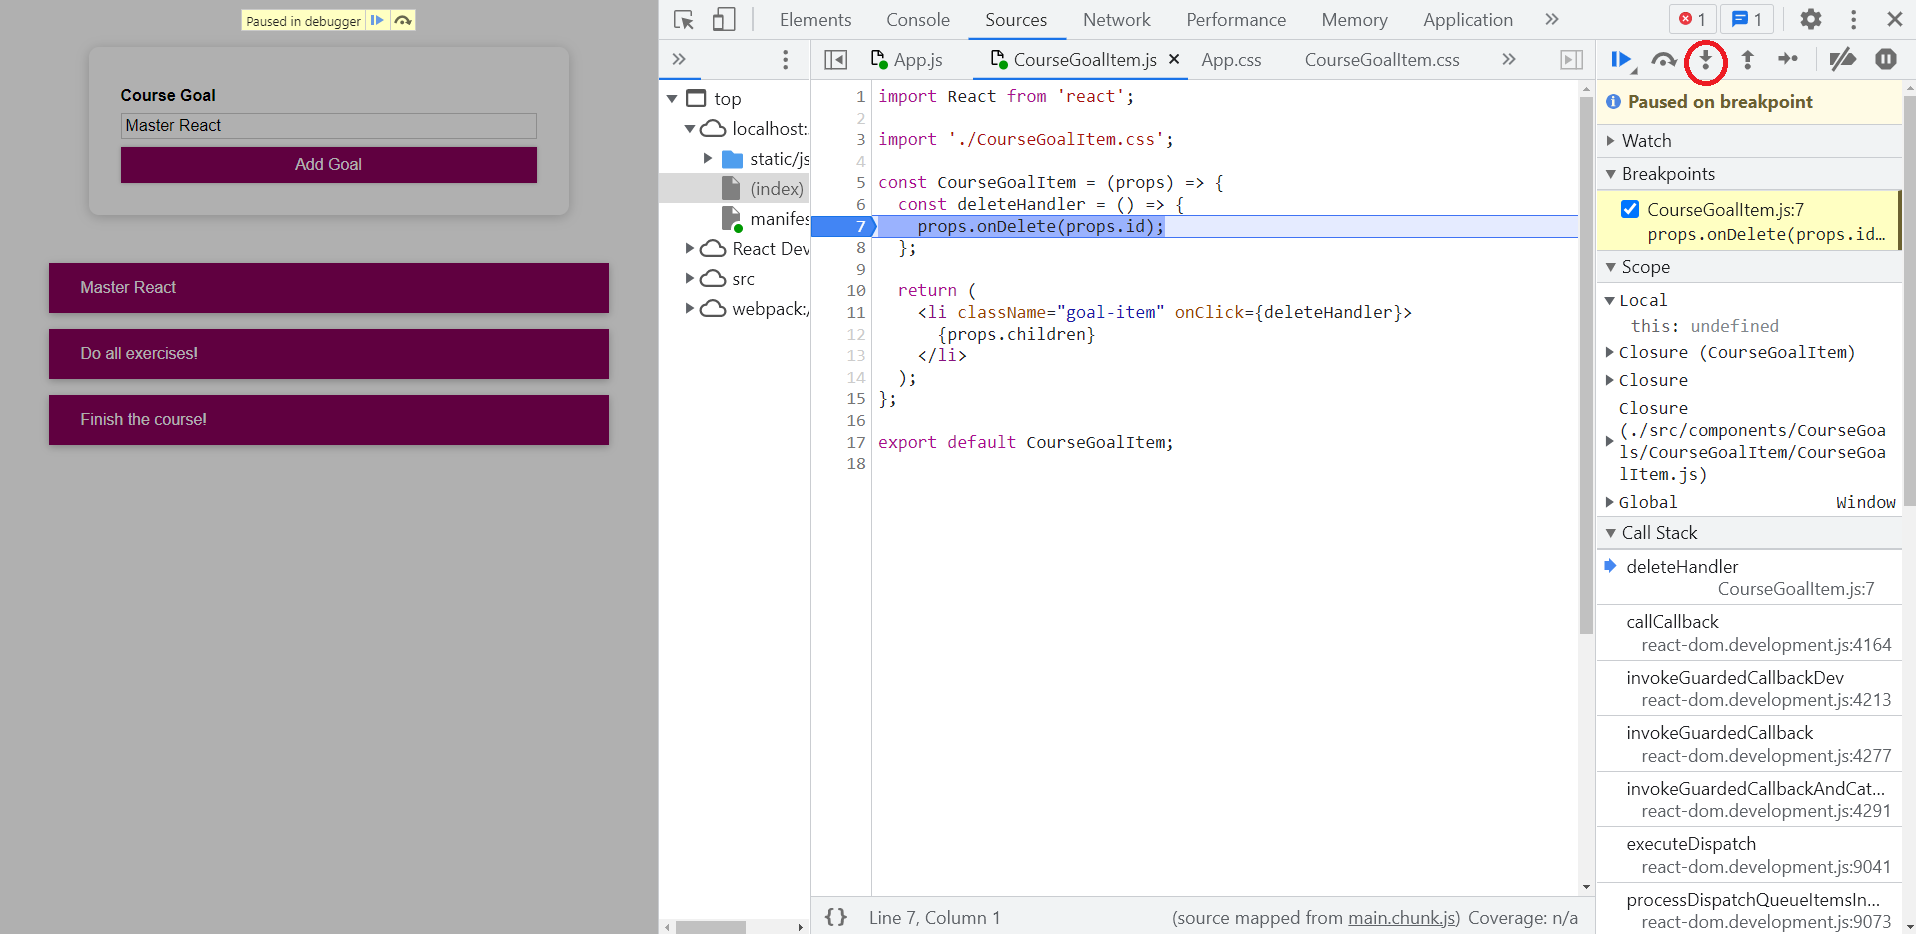 Paused in debugger
Course Goal
Master React
Add Goal
Master React
Do all exercises!
Finish the course!
Elements Console Sources Network Performance Memory Application » 1 1
» App.js CourseGoalItem.js × App.css CourseGoalItem.css »
top
localhost:
static/js
(index)
manifes
React Dev
src
webpack:/
1 import React from 'react';
2
3 import './CourseGoalItem.css';
4
5 const CourseGoalItem = (props) => {
6 const deleteHandler = () => {
7 props.onDelete(props.id);
8 };
9
10 return (
11 <li className="goal-item" onClick={deleteHandler}>
12 {props.children}
13 </li>
14 );
15 };
16
17 export default CourseGoalItem;
18
{} Line 7, Column 1 (source mapped from main.chunk.js) Coverage: n/a
Paused on breakpoint
Watch
Breakpoints
CourseGoalItem.js:7
props.onDelete(props.id…
Scope
Local
this: undefined
Closure (CourseGoalItem)
Closure
Closure
(./src/components/CourseGoa
ls/CourseGoalItem/CourseGoa
lItem.js)
Global Window
Call Stack
deleteHandler
CourseGoalItem.js:7
callCallback
react-dom.development.js:4164
invokeGuardedCallbackDev
react-dom.development.js:4213
invokeGuardedCallback
react-dom.development.js:4277
invokeGuardedCallbackAndCat...
react-dom.development.js:4291
executeDispatch
react-dom.development.js:9041
processDispatchQueueItemsIn...
react-dom.development.js:9073